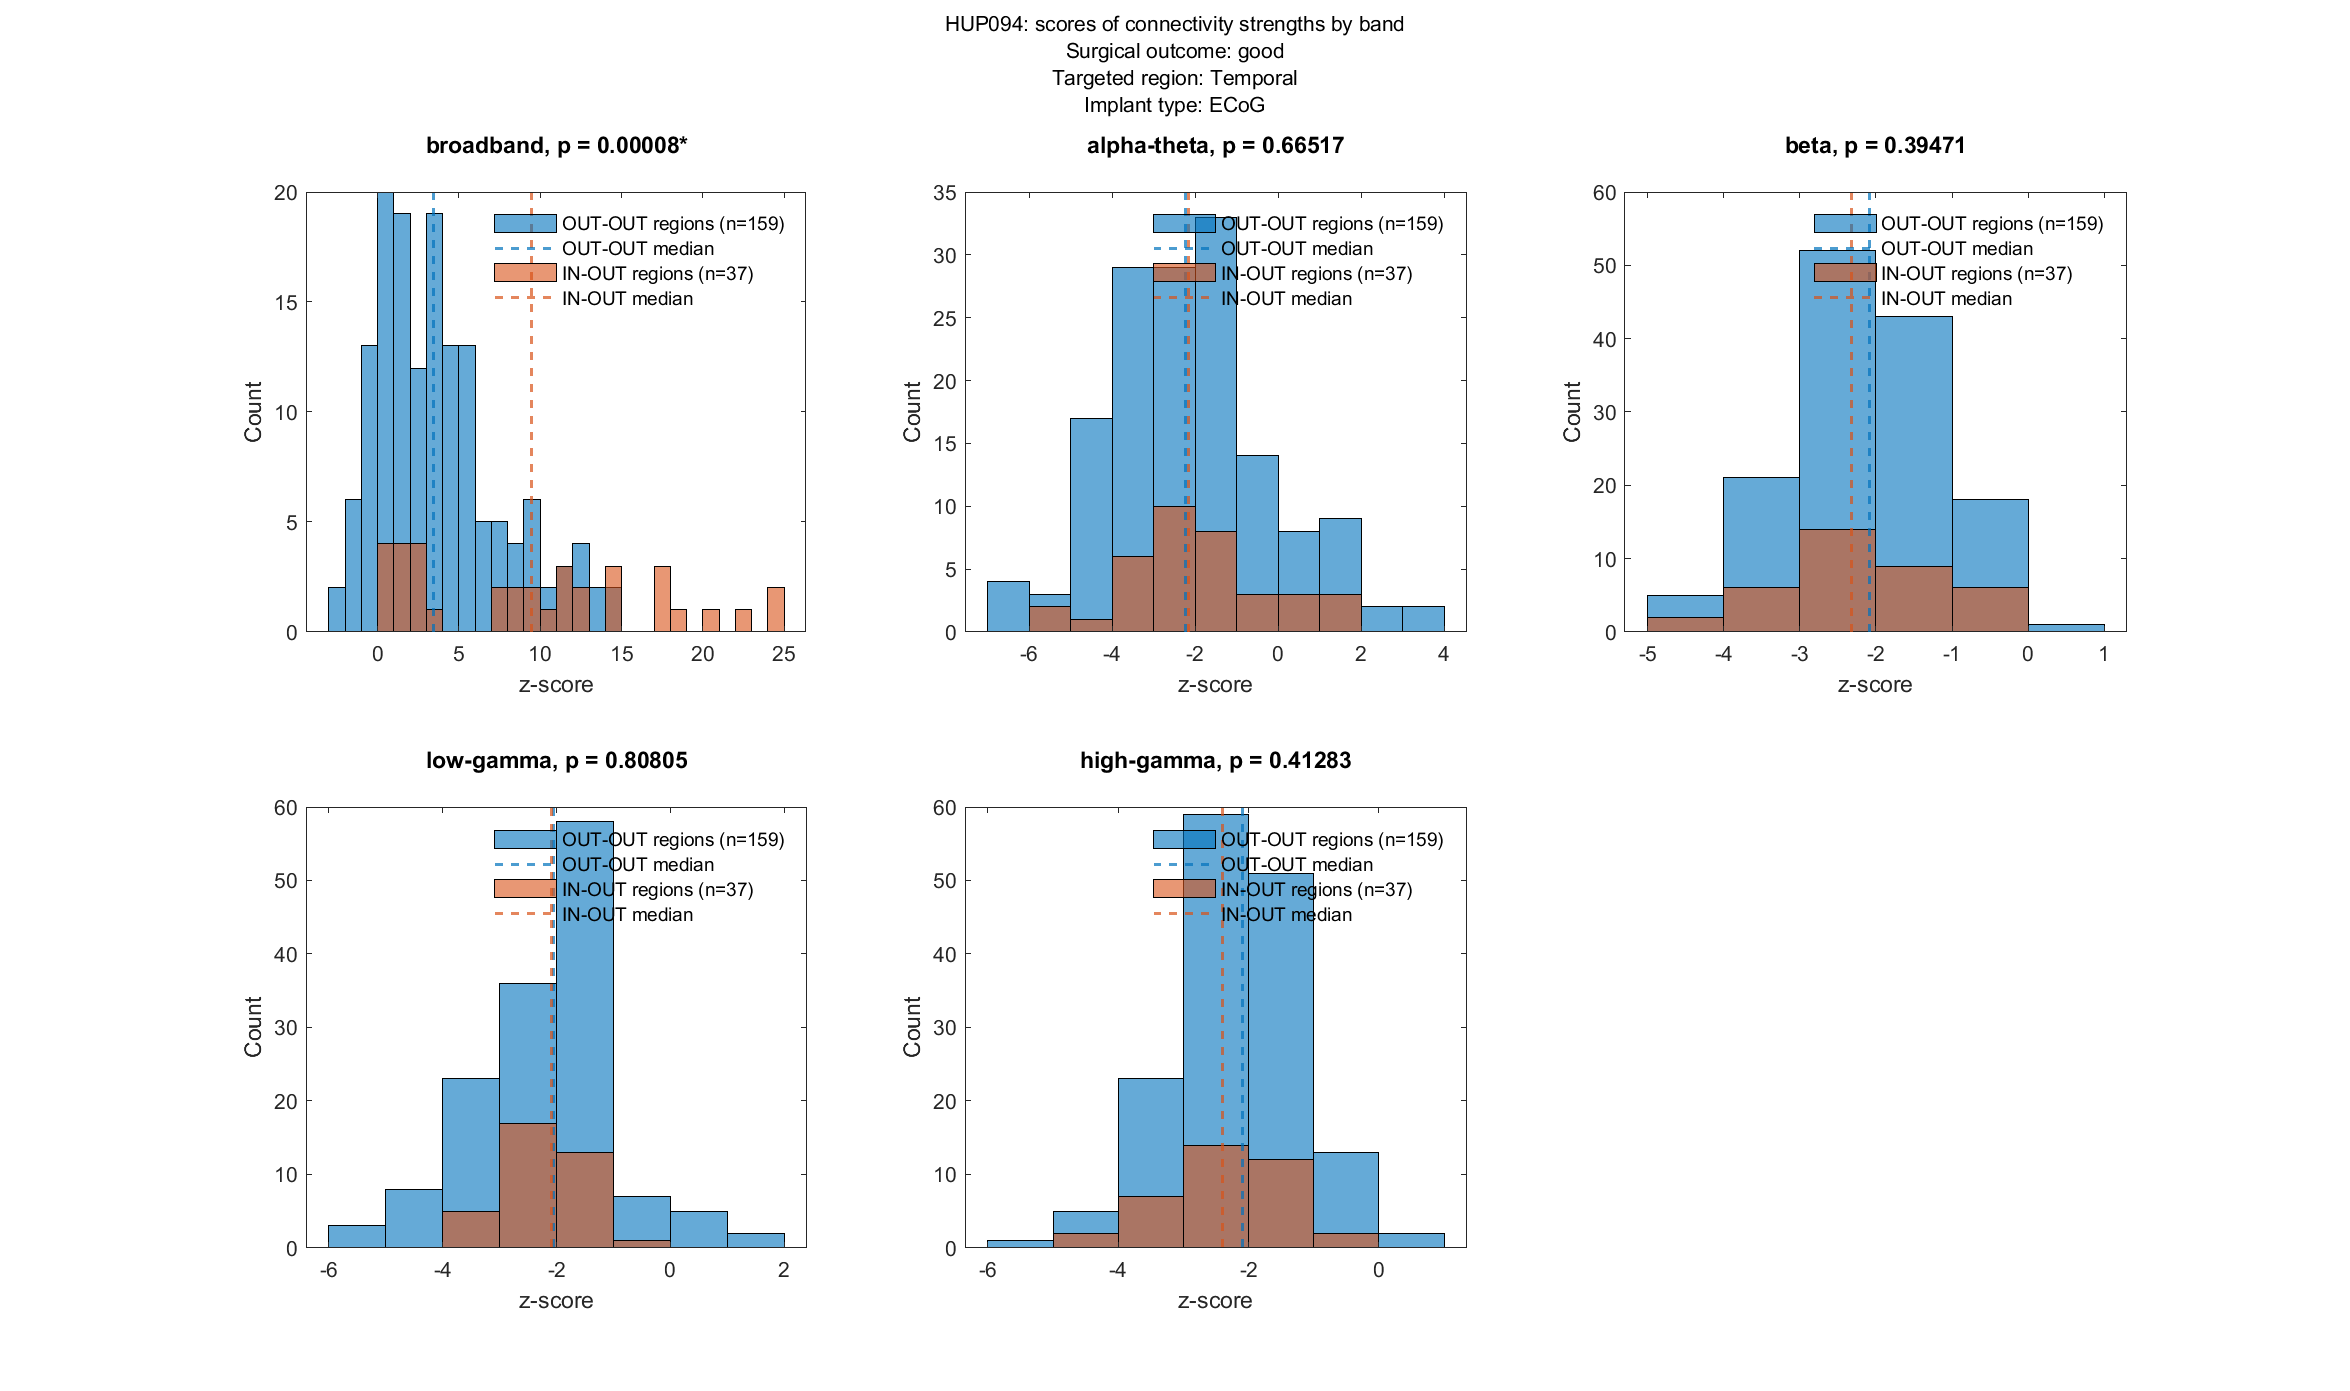 HUP094: scores of connectivity strengths by band
Surgical outcome: good
Targeted region: Temporal
Implant type: ECoG
broadband, p = 0.00008*
20
15
10
5
0
Count
0 5 10 15 20 25
z-score
OUT-OUT regions (n=159)
OUT-OUT median
IN-OUT regions (n=37)
IN-OUT median
alpha-theta, p = 0.66517
35
30
25
20
15
10
5
0
Count
-6 -4 -2 0 2 4
z-score
OUT-OUT regions (n=159)
OUT-OUT median
IN-OUT regions (n=37)
IN-OUT median
beta, p = 0.39471
60
50
40
30
20
10
0
Count
-5 -4 -3 -2 -1 0 1
z-score
OUT-OUT regions (n=159)
OUT-OUT median
IN-OUT regions (n=37)
IN-OUT median
low-gamma, p = 0.80805
60
50
40
30
20
10
0
Count
-6 -4 -2 0 2
z-score
OUT-OUT regions (n=159)
OUT-OUT median
IN-OUT regions (n=37)
IN-OUT median
high-gamma, p = 0.41283
60
50
40
30
20
10
0
Count
-6 -4 -2 0
z-score
OUT-OUT regions (n=159)
OUT-OUT median
IN-OUT regions (n=37)
IN-OUT median